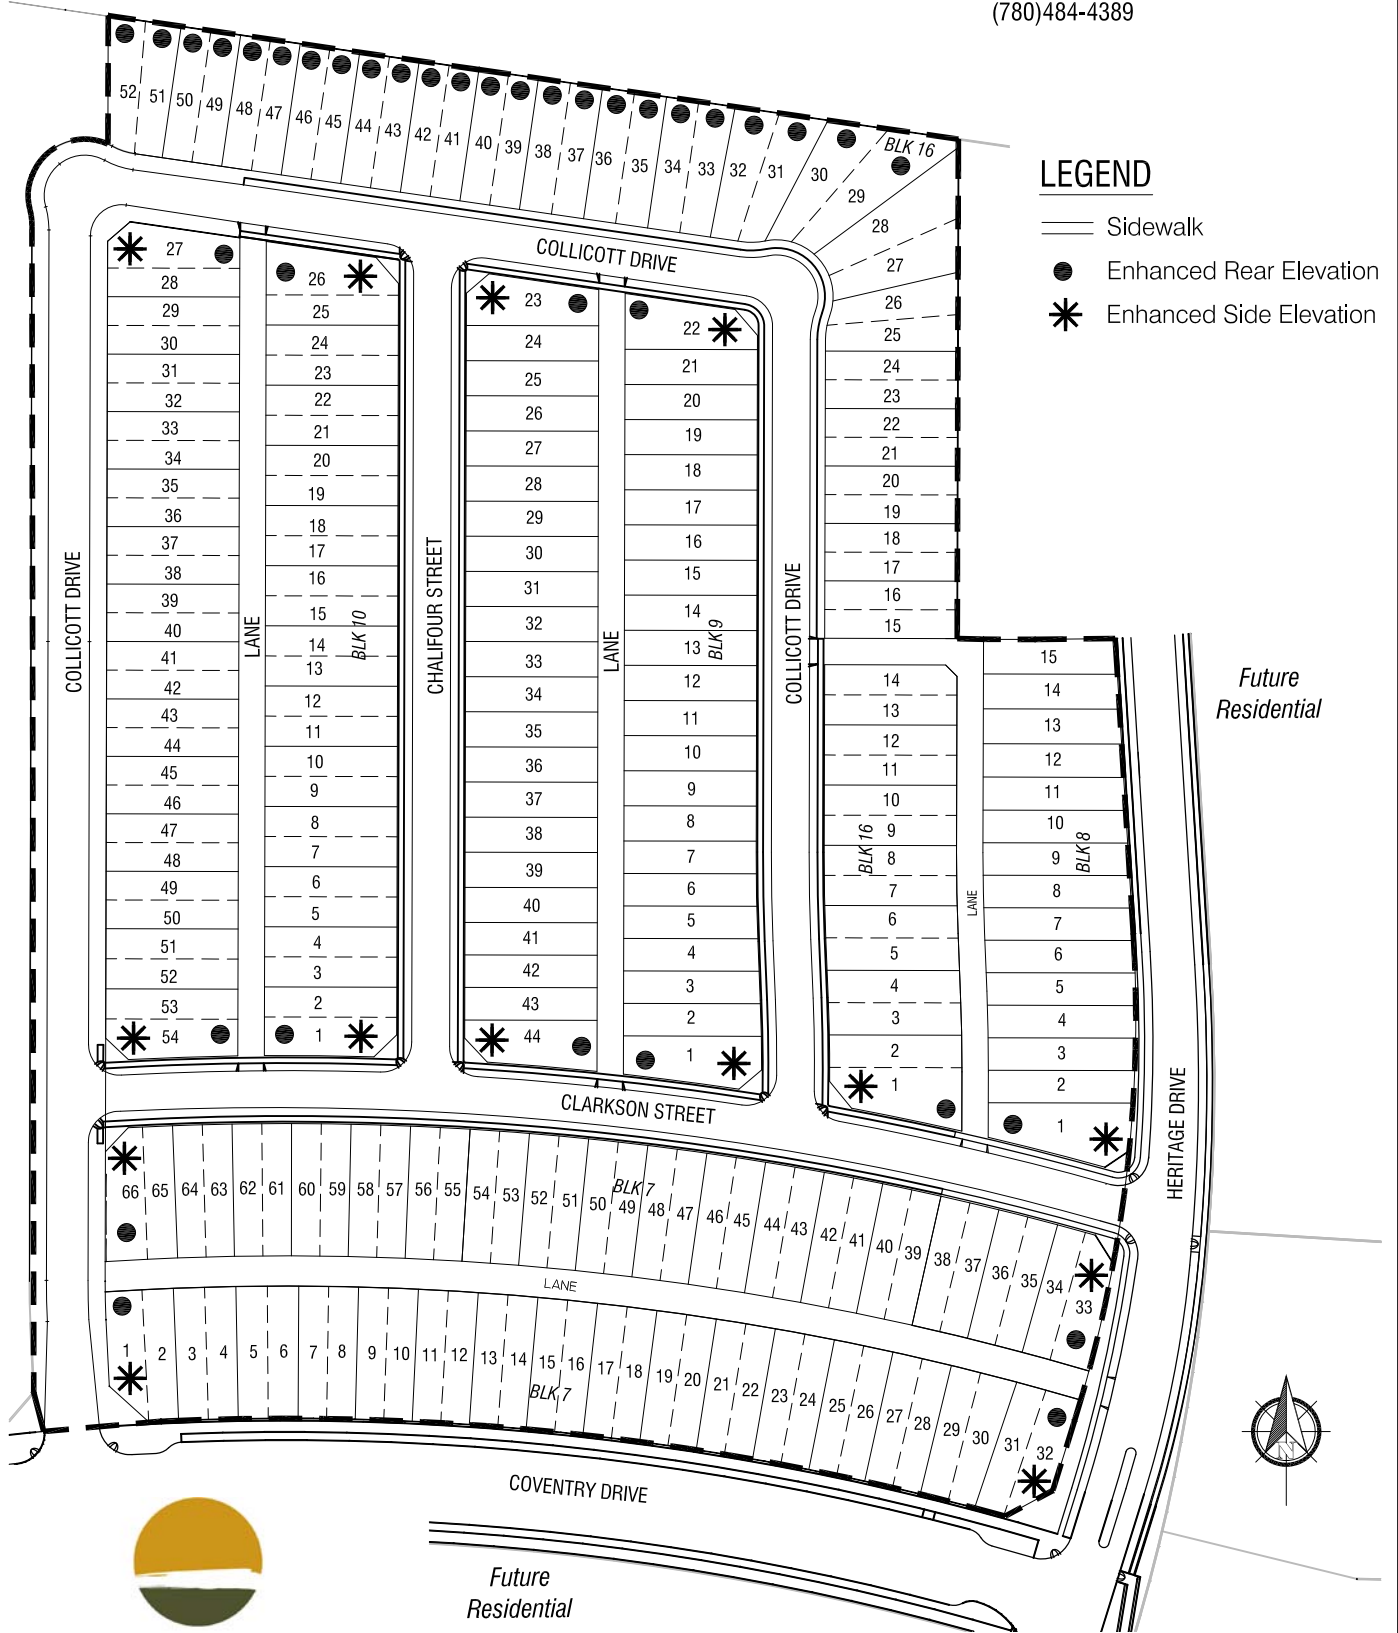 (780)484-4389
LEGEND
Sidewalk
Enhanced Rear Elevation
Enhanced Side Elevation
52 51 50 49 48 47 46 45 44 43 42 41 40 39 38 37 36 35 34 33 32 31 30 29 28 27 26 25 24 23 22 21 20 19 18 17 16 15
BLK 16
COLLICOTT DRIVE
COLLICOTT DRIVE
27 28 29 30 31 32 33 34 35 36 37 38 39 40 41 42 43 44 45 46 47 48 49 50 51 52 53 54
LANE
26 25 24 23 22 21 20 19 18 17 16 15 14 13 12 11 10 9 8 7 6 5 4 3 2 1
BLK 10
CHALIFOUR STREET
23 24 25 26 27 28 29 30 31 32 33 34 35 36 37 38 39 40 41 42 43 44
LANE
22 21 20 19 18 17 16 15 14 13 12 11 10 9 8 7 6 5 4 3 2 1
BLK 9
COLLICOTT DRIVE
14 13 12 11 10 9 8 7 6 5 4 3 2 1
BLK 16
LANE
15 14 13 12 11 10 9 8 7 6 5 4 3 2 1
BLK 8
Future
Residential
HERITAGE DRIVE
CLARKSON STREET
66 65 64 63 62 61 60 59 58 57 56 55 54 53 52 51 50 49 48 47 46 45 44 43 42 41 40 39 38 37 36 35 34 33
BLK 7
LANE
1 2 3 4 5 6 7 8 9 10 11 12 13 14 15 16 17 18 19 20 21 22 23 24 25 26 27 28 29 30 31 32
BLK 7
N
COVENTRY DRIVE
Future
Residential